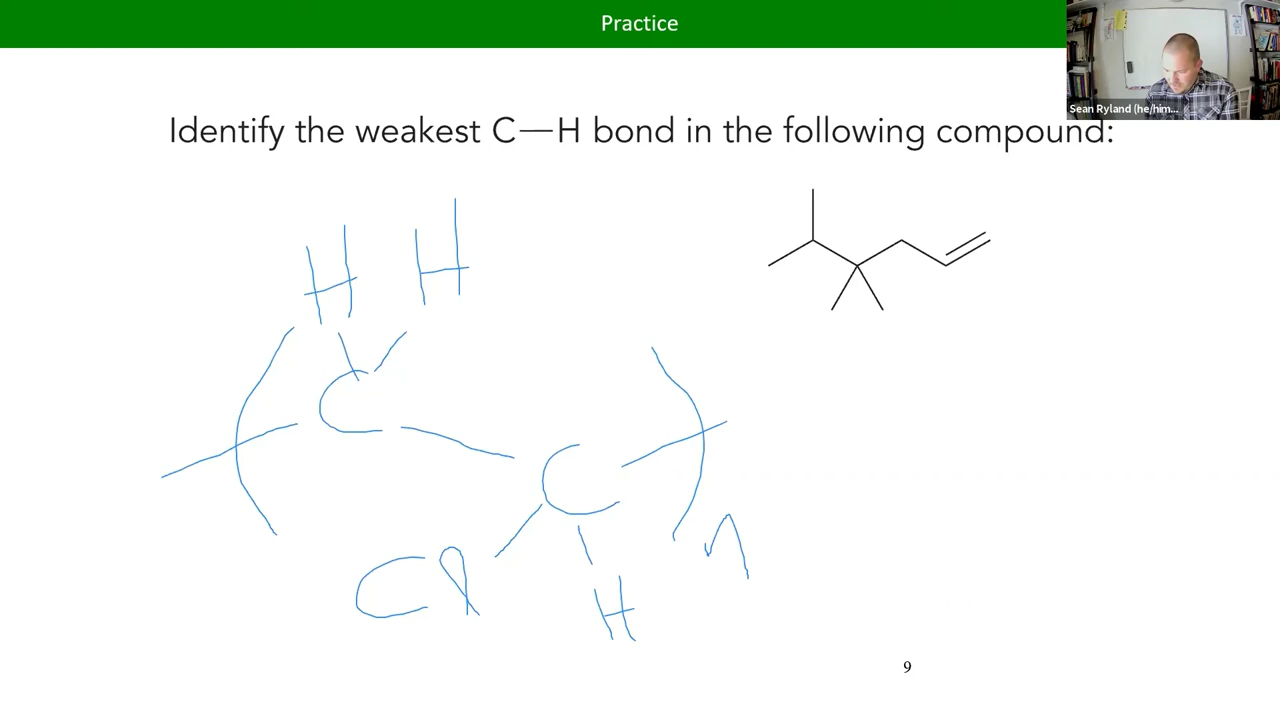 Practice
Sean Ryland (he/him...
Identify the weakest C—H bond in the following compound:
H H
C
C
Cl
H
n
9